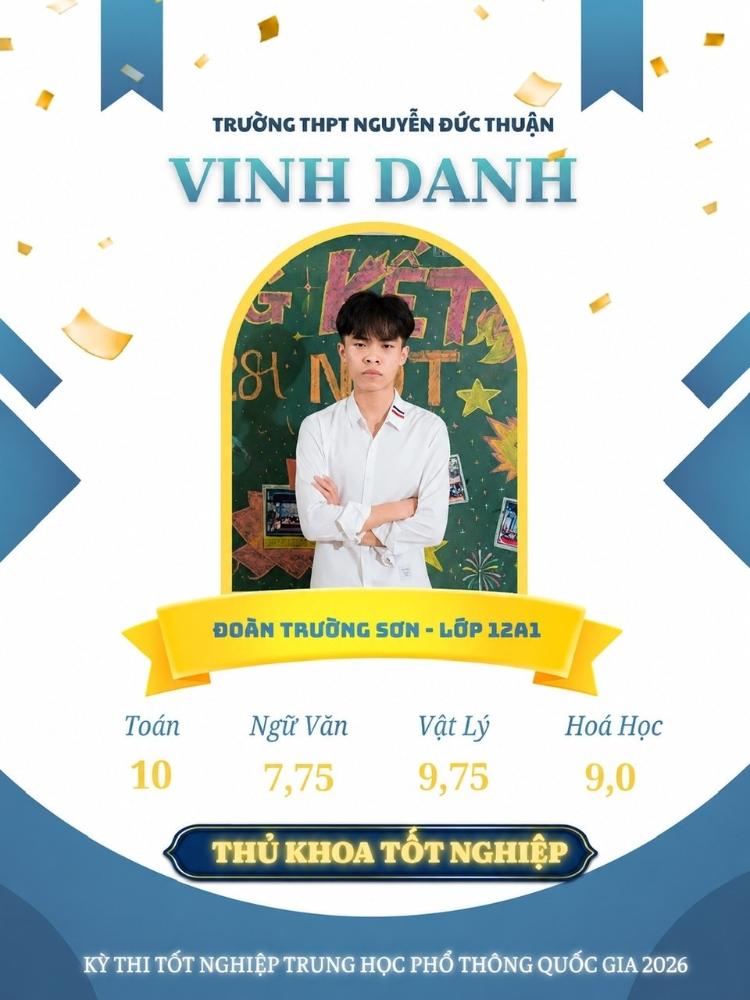 TRƯỜNG THPT NGUYỄN ĐỨC THUẬN
VINH DANH
KẾT
ĐOÀN TRƯỜNG SƠN - LỚP 12A1
Toán Ngữ Văn Vật Lý Hoá Học
10 7,75 9,75 9,0
THỦ KHOA TỐT NGHIỆP
KỲ THI TỐT NGHIỆP TRUNG HỌC PHỔ THÔNG QUỐC GIA 2026